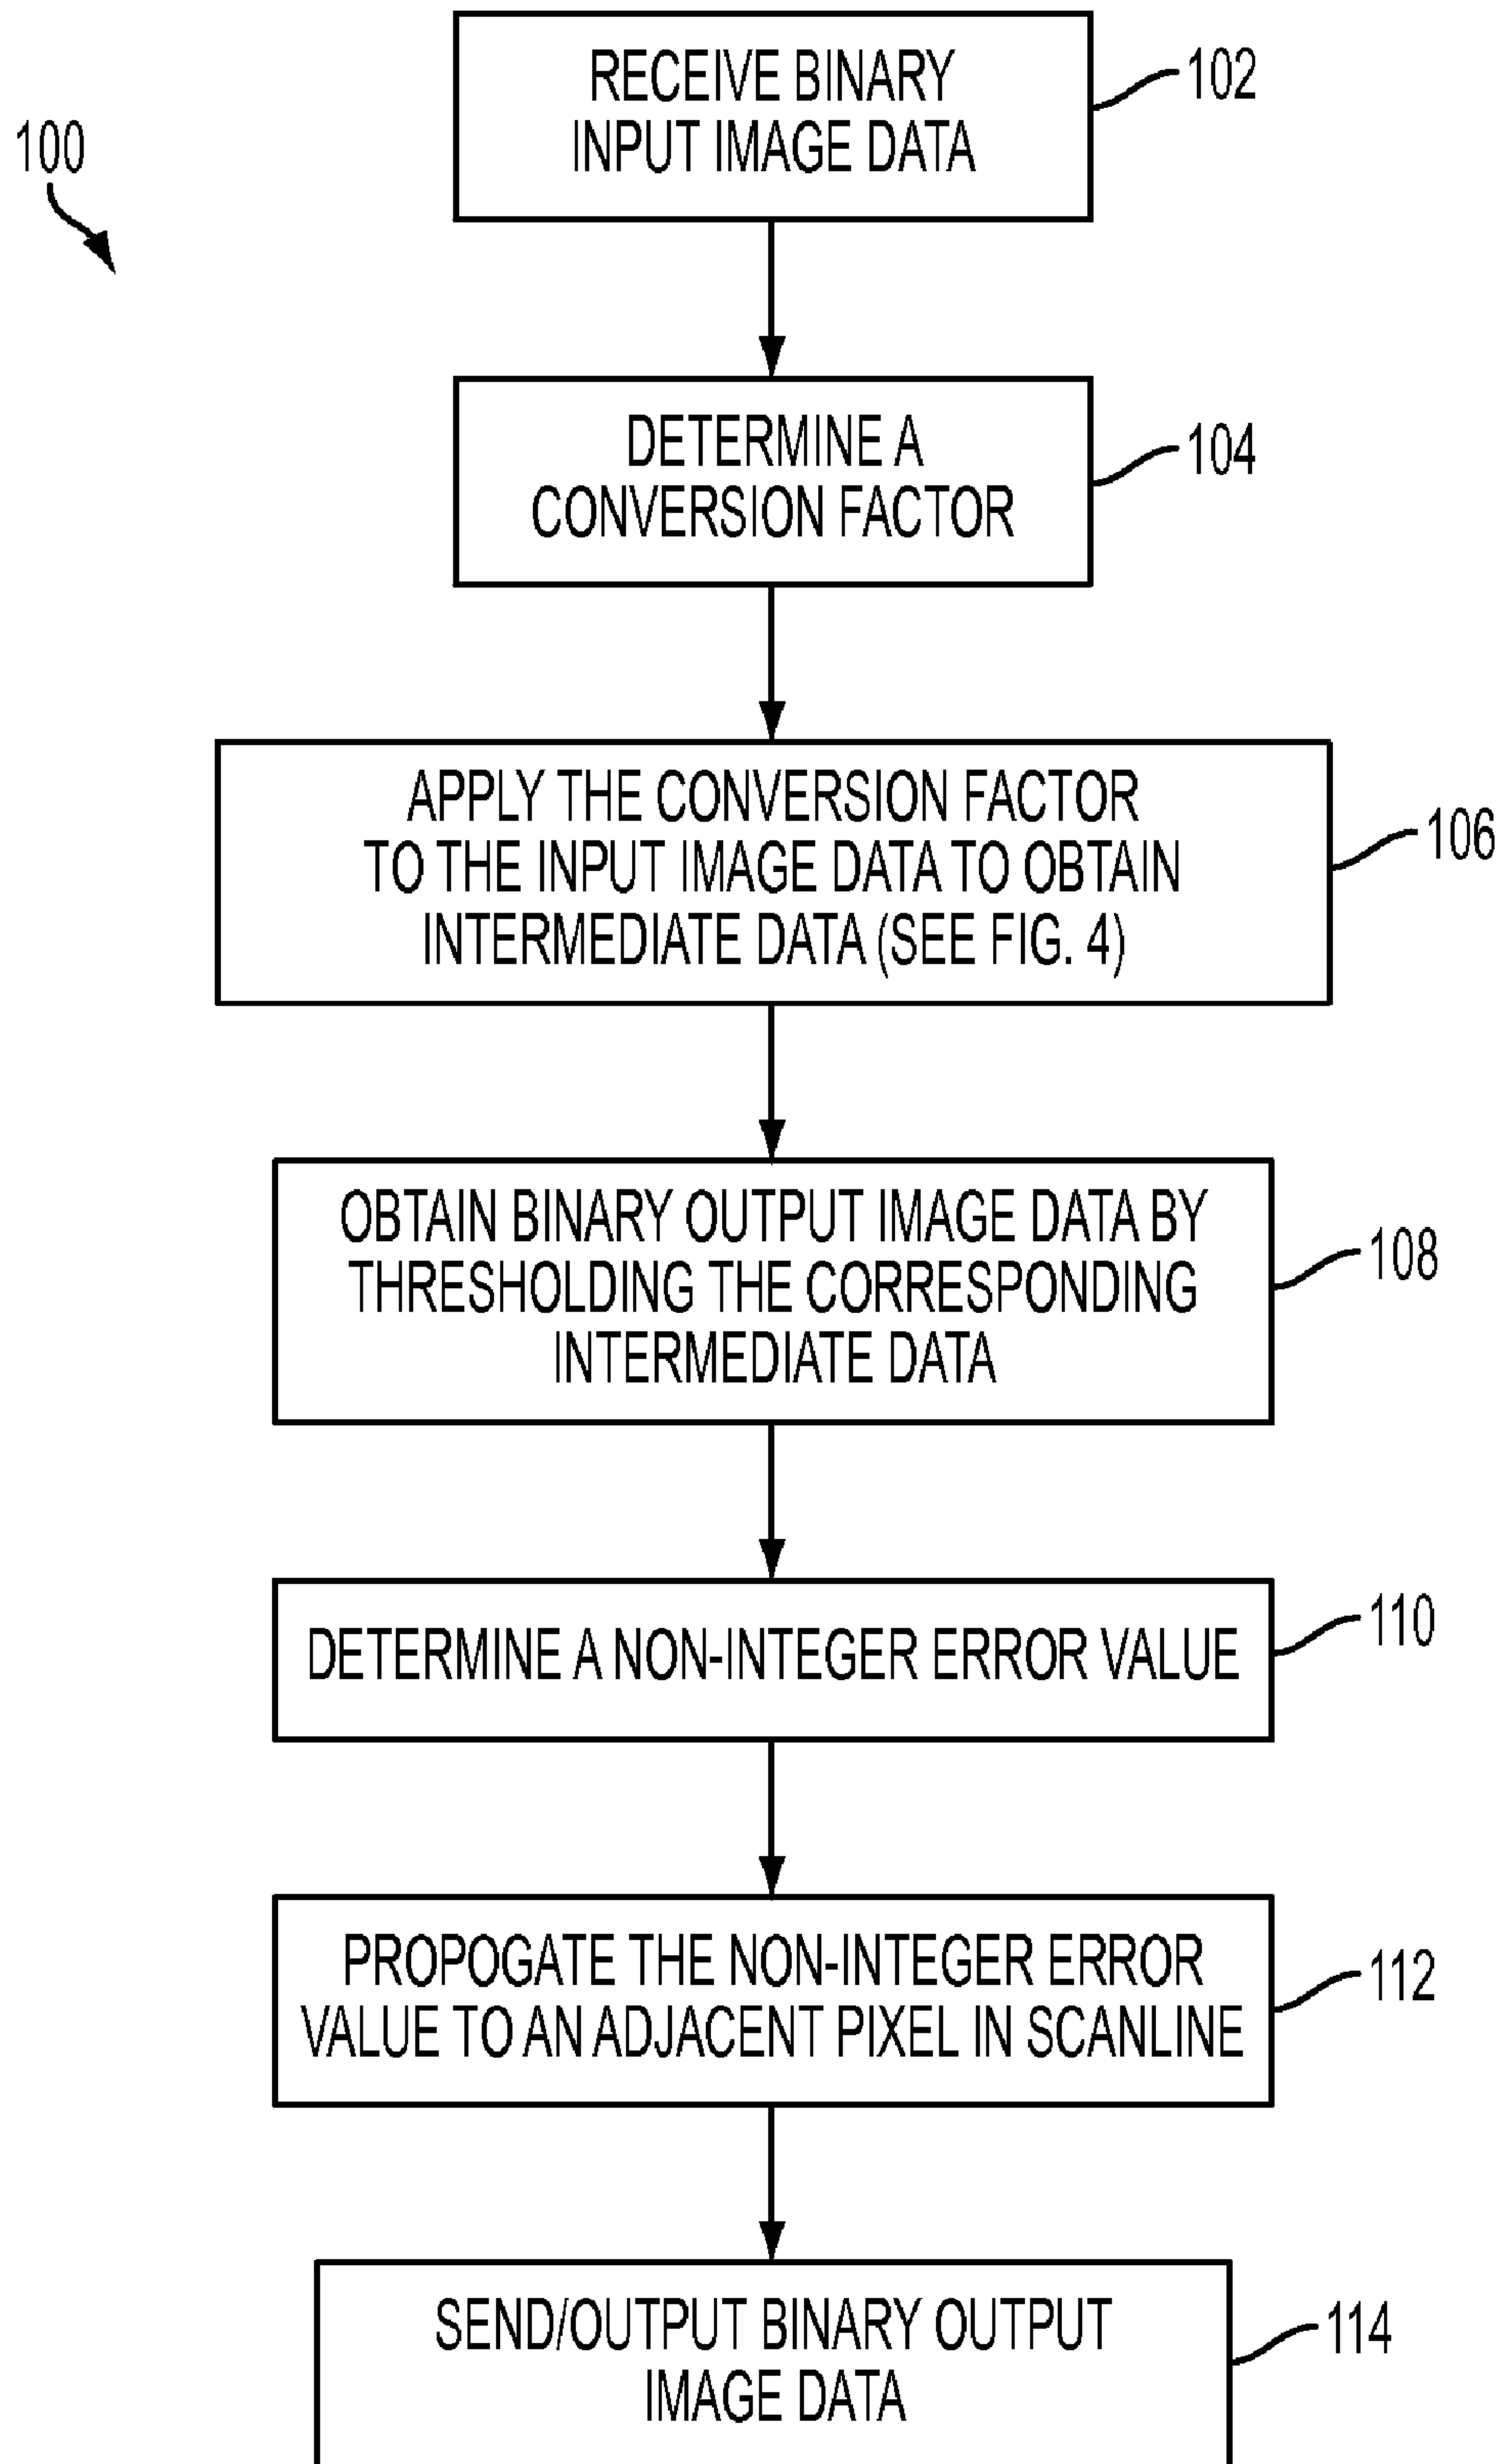 100
RECEIVE BINARY
INPUT IMAGE DATA
102
DETERMINE A
CONVERSION FACTOR
104
APPLY THE CONVERSION FACTOR
TO THE INPUT IMAGE DATA TO OBTAIN
INTERMEDIATE DATA (SEE FIG. 4)
106
OBTAIN BINARY OUTPUT IMAGE DATA BY
THRESHOLDING THE CORRESPONDING
INTERMEDIATE DATA
108
DETERMINE A NON-INTEGER ERROR VALUE
110
PROPOGATE THE NON-INTEGER ERROR
VALUE TO AN ADJACENT PIXEL IN SCANLINE
112
SEND/OUTPUT BINARY OUTPUT
IMAGE DATA
114